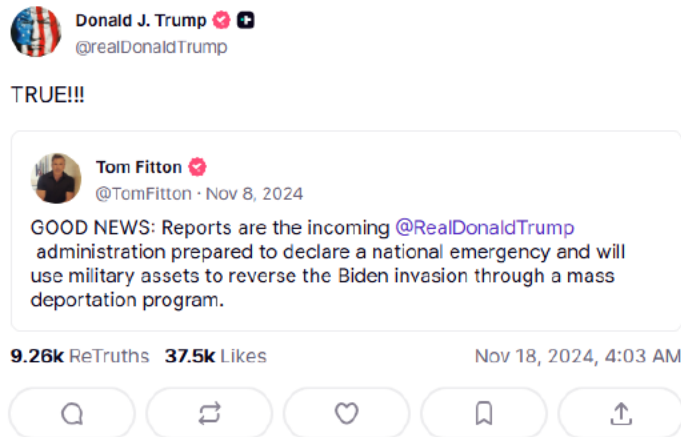 Donald J. Trump
@realDonaldTrump
TRUE!!!
Tom Fitton
@TomFitton · Nov 8, 2024
GOOD NEWS: Reports are the incoming @RealDonaldTrump
administration prepared to declare a national emergency and will
use military assets to reverse the Biden invasion through a mass
deportation program.
9.26k ReTruths 37.5k Likes Nov 18, 2024, 4:03 AM